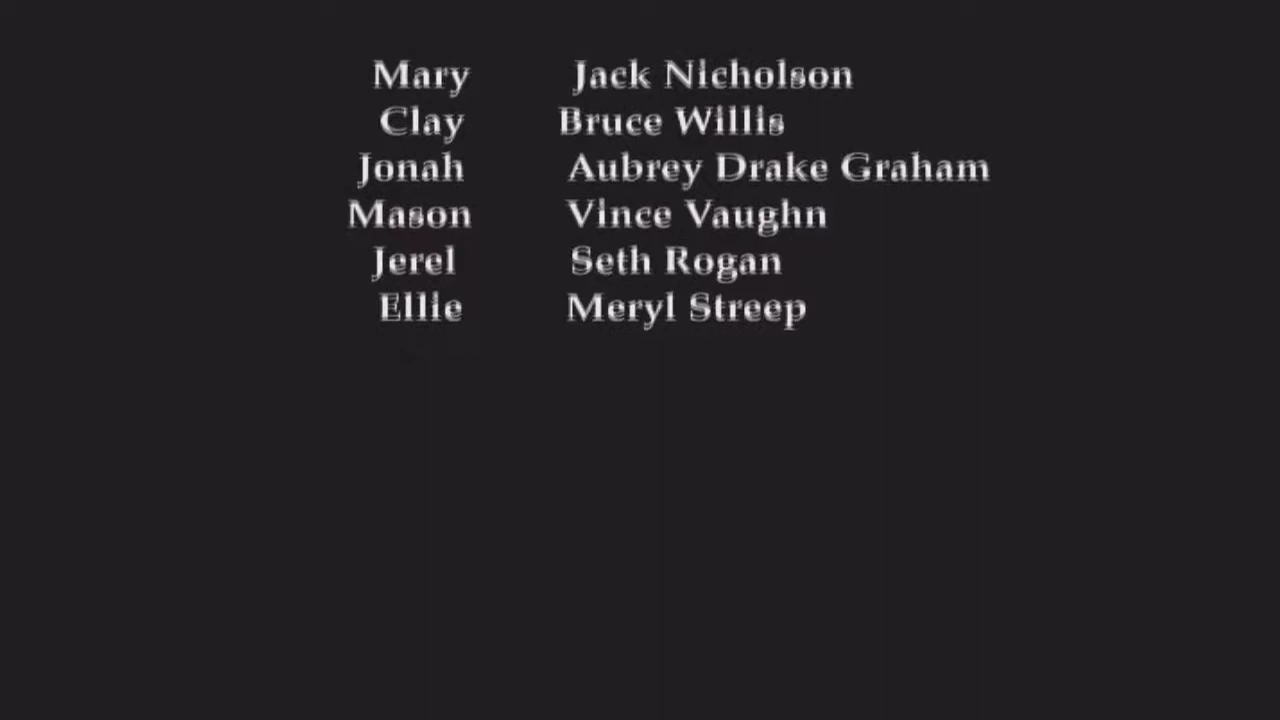 Mary Jack Nicholson
Clay Bruce Willis
Jonah Aubrey Drake Graham
Mason Vince Vaughn
Jerel Seth Rogan
Ellie Meryl Streep